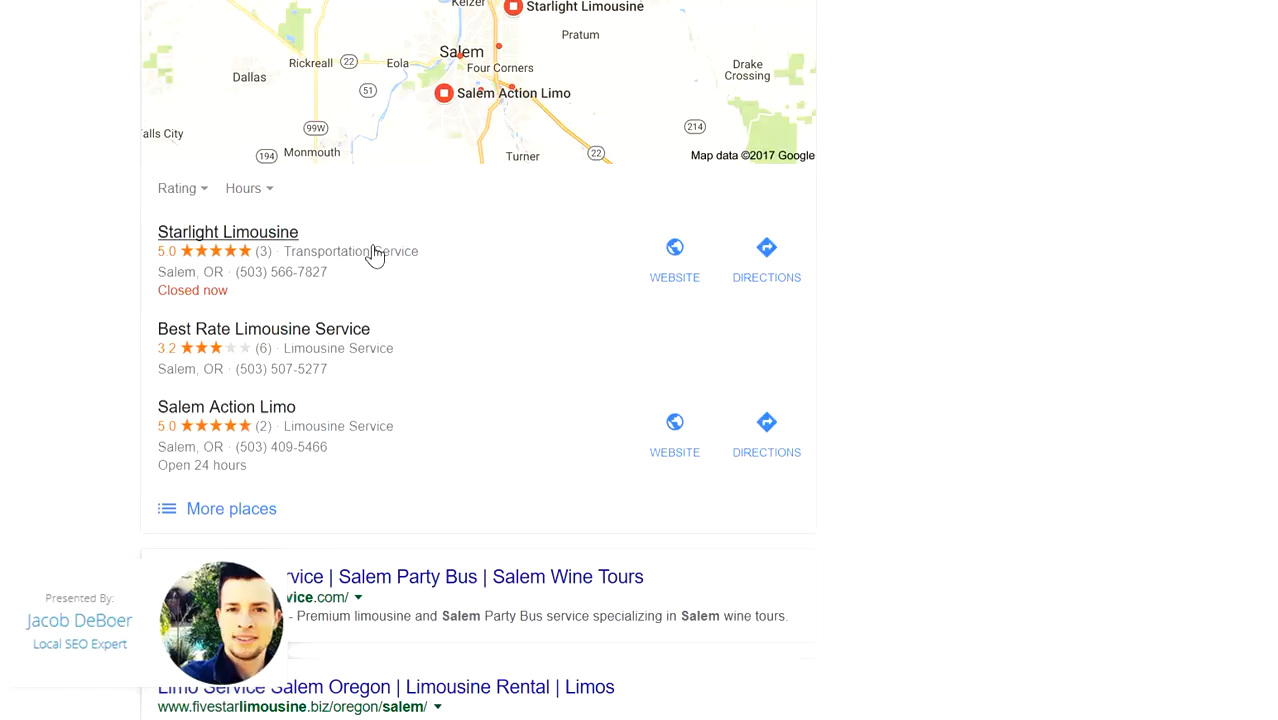 Keizer
Starlight Limousine
Pratum
Salem
Rickreall 22 Eola
Four Corners
Drake
Crossing
Dallas
51
Salem Action Limo
99W
214
alls City
194 Monmouth
Turner
22
Map data ©2017 Google
Rating Hours
Starlight Limousine
5.0 (3) · Transportation Service
Salem, OR · (503) 566-7827
Closed now
WEBSITE DIRECTIONS
Best Rate Limousine Service
3.2 (6) · Limousine Service
Salem, OR · (503) 507-5277
Salem Action Limo
5.0 (2) · Limousine Service
Salem, OR · (503) 409-5466
Open 24 hours
WEBSITE DIRECTIONS
More places
rvice | Salem Party Bus | Salem Wine Tours
vice.com/
- Premium limousine and Salem Party Bus service specializing in Salem wine tours.
Presented By:
Jacob DeBoer
Local SEO Expert
Limo Service Salem Oregon | Limousine Rental | Limos
www.fivestarlimousine.biz/oregon/salem/